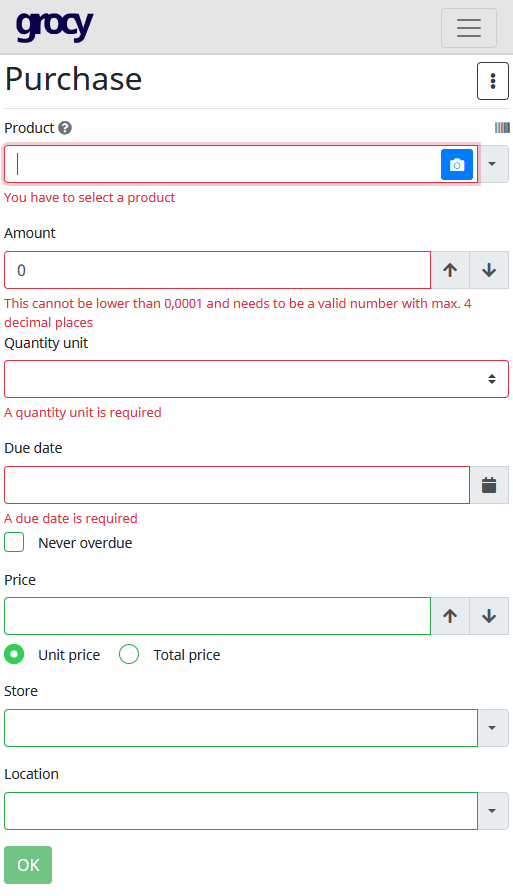 grocy
Purchase
Product
You have to select a product
Amount
0
This cannot be lower than 0,0001 and needs to be a valid number with max. 4
decimal places
Quantity unit
A quantity unit is required
Due date
A due date is required
Never overdue
Price
Unit price Total price
Store
Location
OK